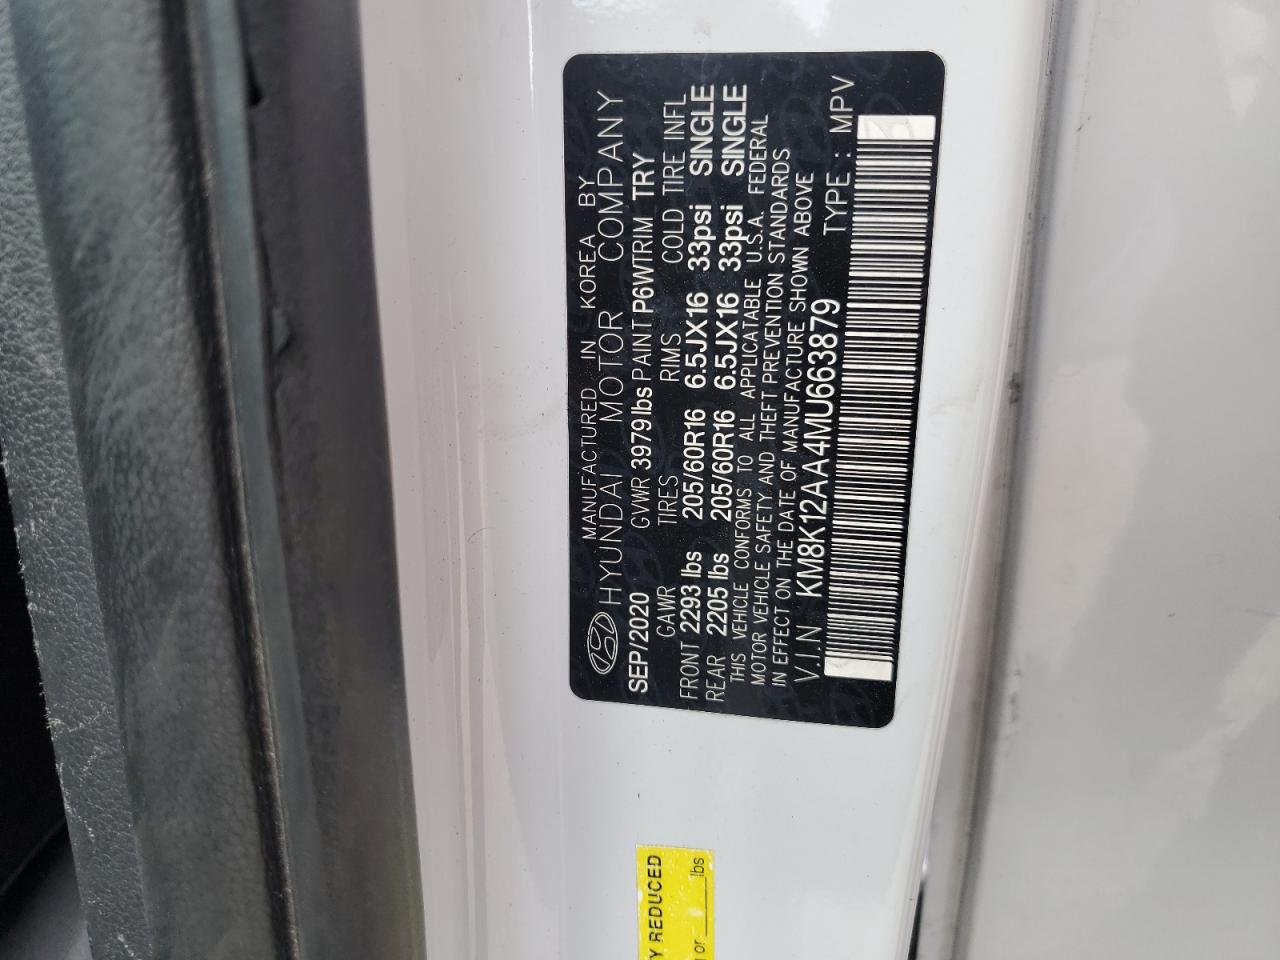 MANUFACTURED IN KOREA BY
HYUNDAI MOTOR COMPANY
SEP/2020 GVWR 3979lbs PAINT P6W TRIM TRY
GAWR TIRES RIMS COLD TIRE INFL
FRONT 2293 lbs 205/60R16 6.5JX16 33psi SINGLE
REAR 2205 lbs 205/60R16 6.5JX16 33psi SINGLE
THIS VEHICLE CONFORMS TO ALL APPLICATABLE U.S.A. FEDERAL
MOTOR VEHICLE SAFETY AND THEFT PREVENTION STANDARDS
IN EFFECT ON THE DATE OF MANUFACTURE SHOWN ABOVE
V.I.N KM8K12AA4MU663879 TYPE : MPV
Y REDUCED
or lbs